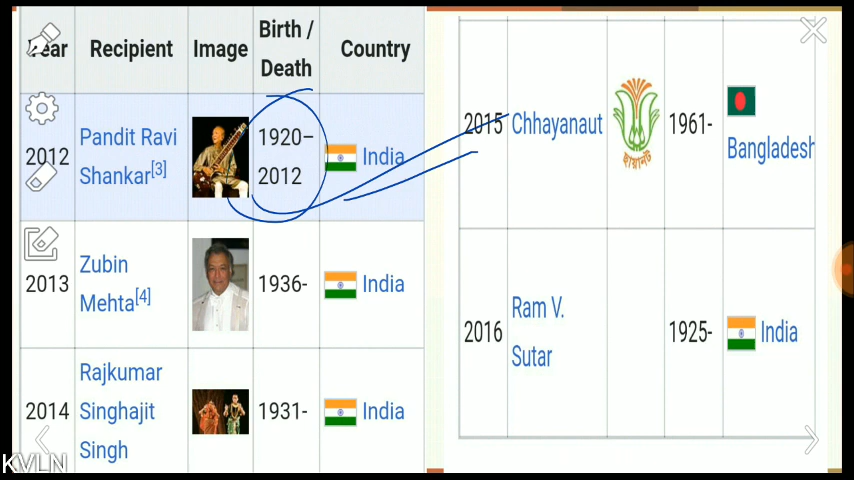 Year Recipient Image Birth / Death Country
2012 Pandit Ravi Shankar[3] 1920–2012 India
2013 Zubin Mehta[4] 1936- India
2014 Rajkumar Singhajit Singh 1931- India
2015 Chhayanaut ছায়ানট 1961- Bangladesh
2016 Ram V. Sutar 1925- India
KVLN